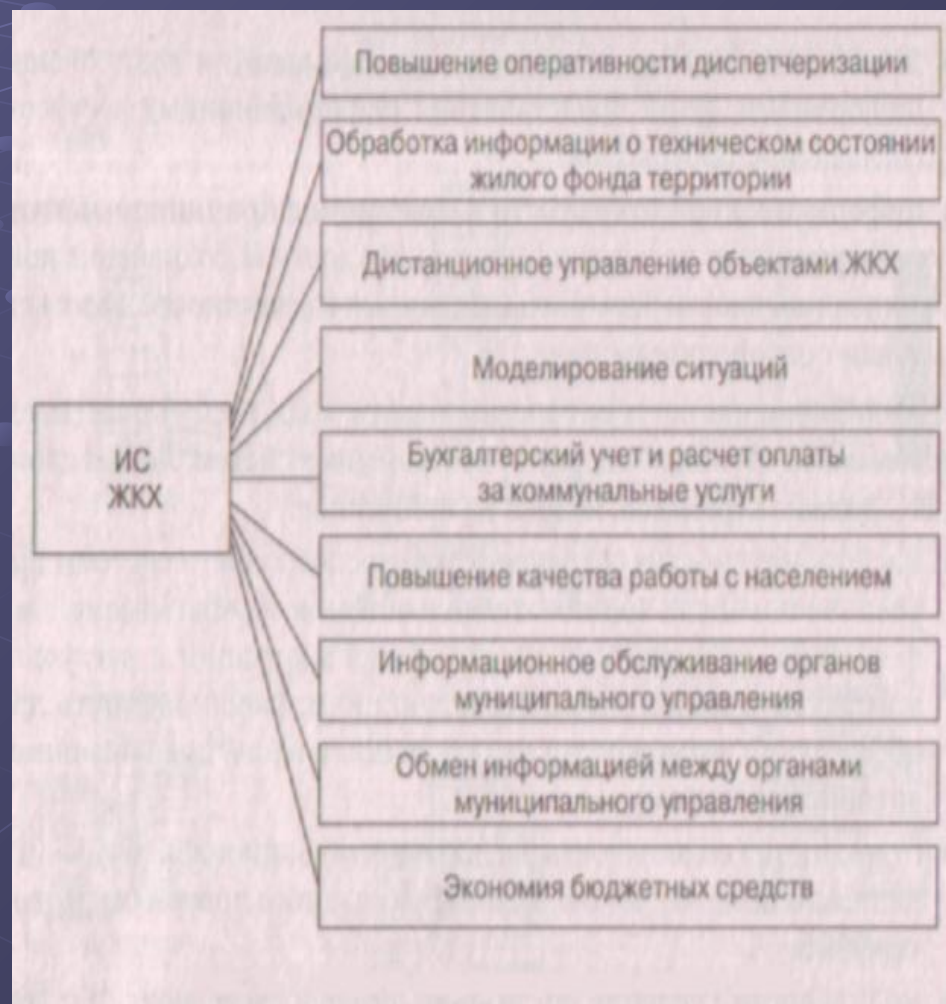 Повышение оперативности диспетчеризации
Обработка информации о техническом состоянии
жилого фонда территории
Дистанционное управление объектами ЖКХ
Моделирование ситуаций
ИС
ЖКХ
Бухгалтерский учет и расчет оплаты
за коммунальные услуги
Повышение качества работы с населением
Информационное обслуживание органов
муниципального управления
Обмен информацией между органами
муниципального управления
Экономия бюджетных средств